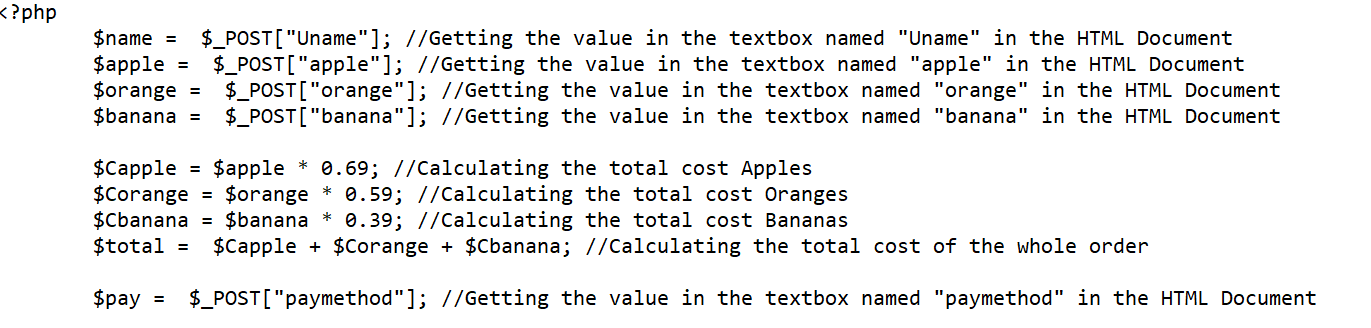 <?php
$name =  $_POST["Uname"]; //Getting the value in the textbox named "Uname" in the HTML Document
$apple =  $_POST["apple"]; //Getting the value in the textbox named "apple" in the HTML Document
$orange =  $_POST["orange"]; //Getting the value in the textbox named "orange" in the HTML Document
$banana =  $_POST["banana"]; //Getting the value in the textbox named "banana" in the HTML Document
$Capple = $apple * 0.69; //Calculating the total cost Apples
$Corange = $orange * 0.59; //Calculating the total cost Oranges
$Cbanana = $banana * 0.39; //Calculating the total cost Bananas
$total =  $Capple + $Corange + $Cbanana; //Calculating the total cost of the whole order
$pay =  $_POST["paymethod"]; //Getting the value in the textbox named "paymethod" in the HTML Document